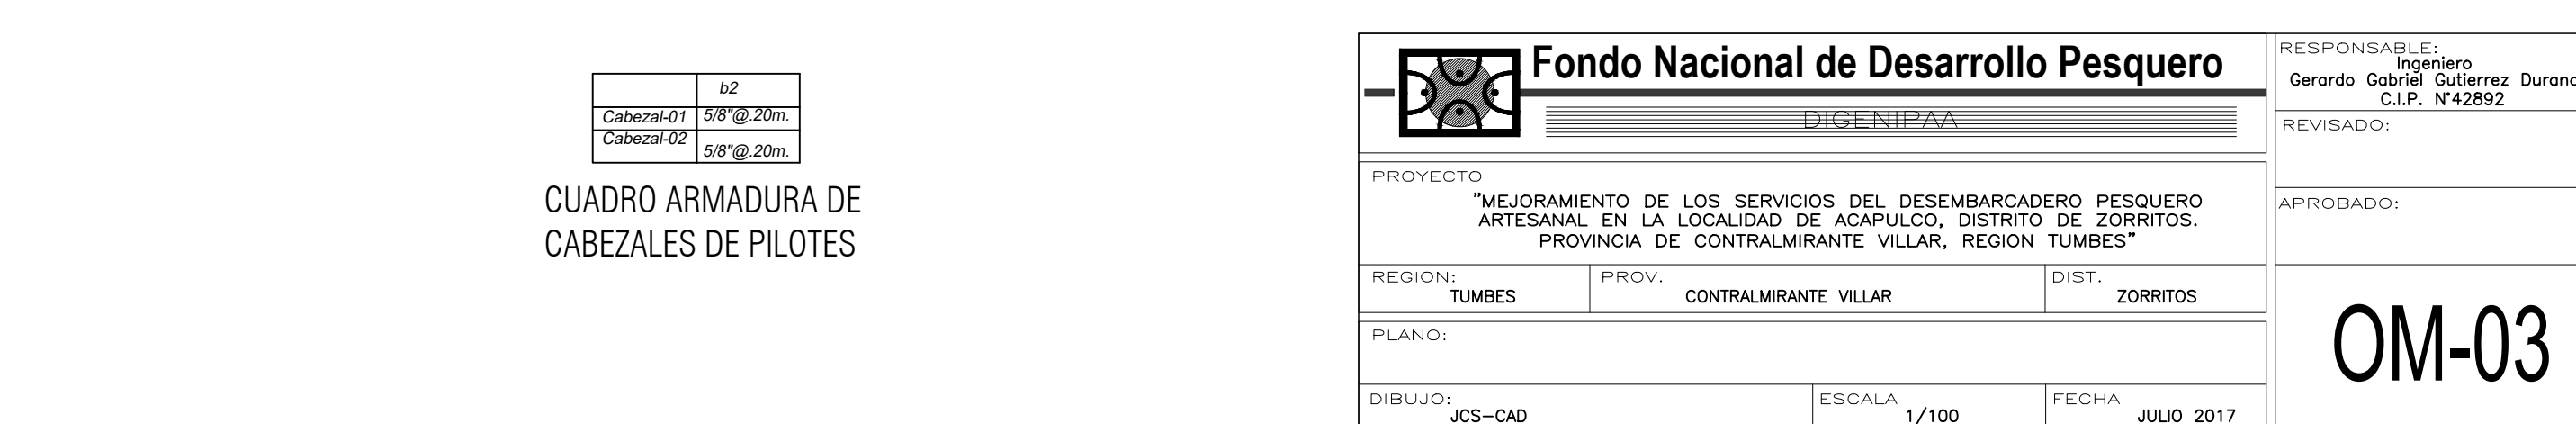 b2
Cabezal-01 5/8"@.20m.
Cabezal-02 5/8"@.20m.
CUADRO ARMADURA DE
CABEZALES DE PILOTES
Fondo Nacional de Desarrollo Pesquero
DIGENIPAA
PROYECTO
"MEJORAMIENTO DE LOS SERVICIOS DEL DESEMBARCADERO PESQUERO
ARTESANAL EN LA LOCALIDAD DE ACAPULCO, DISTRITO DE ZORRITOS.
PROVINCIA DE CONTRALMIRANTE VILLAR, REGION TUMBES"
REGION:
TUMBES
PROV.
CONTRALMIRANTE VILLAR
DIST.
ZORRITOS
PLANO:
DIBUJO:
JCS-CAD
ESCALA
1/100
FECHA
JULIO 2017
RESPONSABLE:
Ingeniero
Gerardo Gabriel Gutierrez Durand
C.I.P. N°42892
REVISADO:
APROBADO:
OM-03